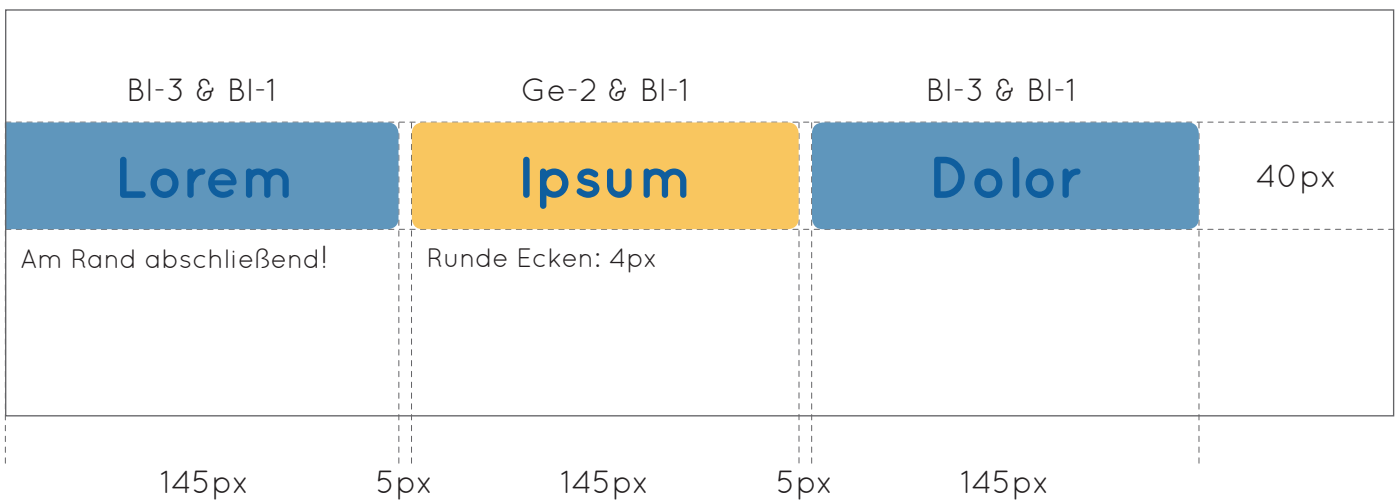 Bl-3 & Bl-1 Ge-2 & Bl-1 Bl-3 & Bl-1
Lorem Ipsum Dolor 40px
Am Rand abschließend! Runde Ecken: 4px
145px 5px 145px 5px 145px